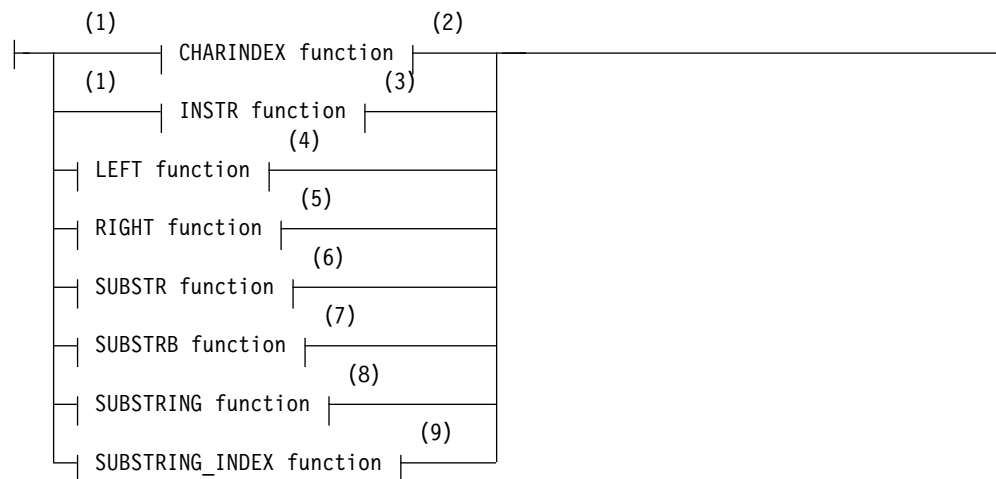 (1) (2)
CHARINDEX function
(1) (3)
INSTR function
(4)
LEFT function
(5)
RIGHT function
(6)
SUBSTR function
(7)
SUBSTRB function
(8)
SUBSTRING function
(9)
SUBSTRING_INDEX function